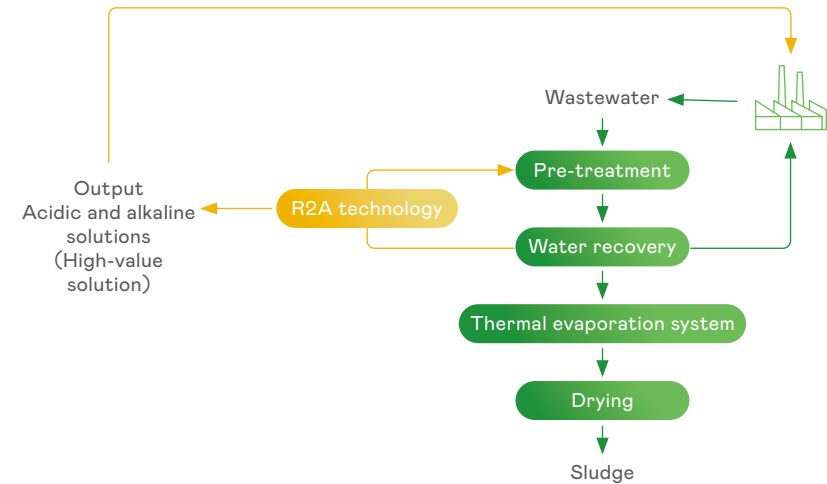 Wastewater
Pre-treatment
Output
Acidic and alkaline
solutions
(High-value
solution)
R2A technology
Water recovery
Thermal evaporation system
Drying
Sludge